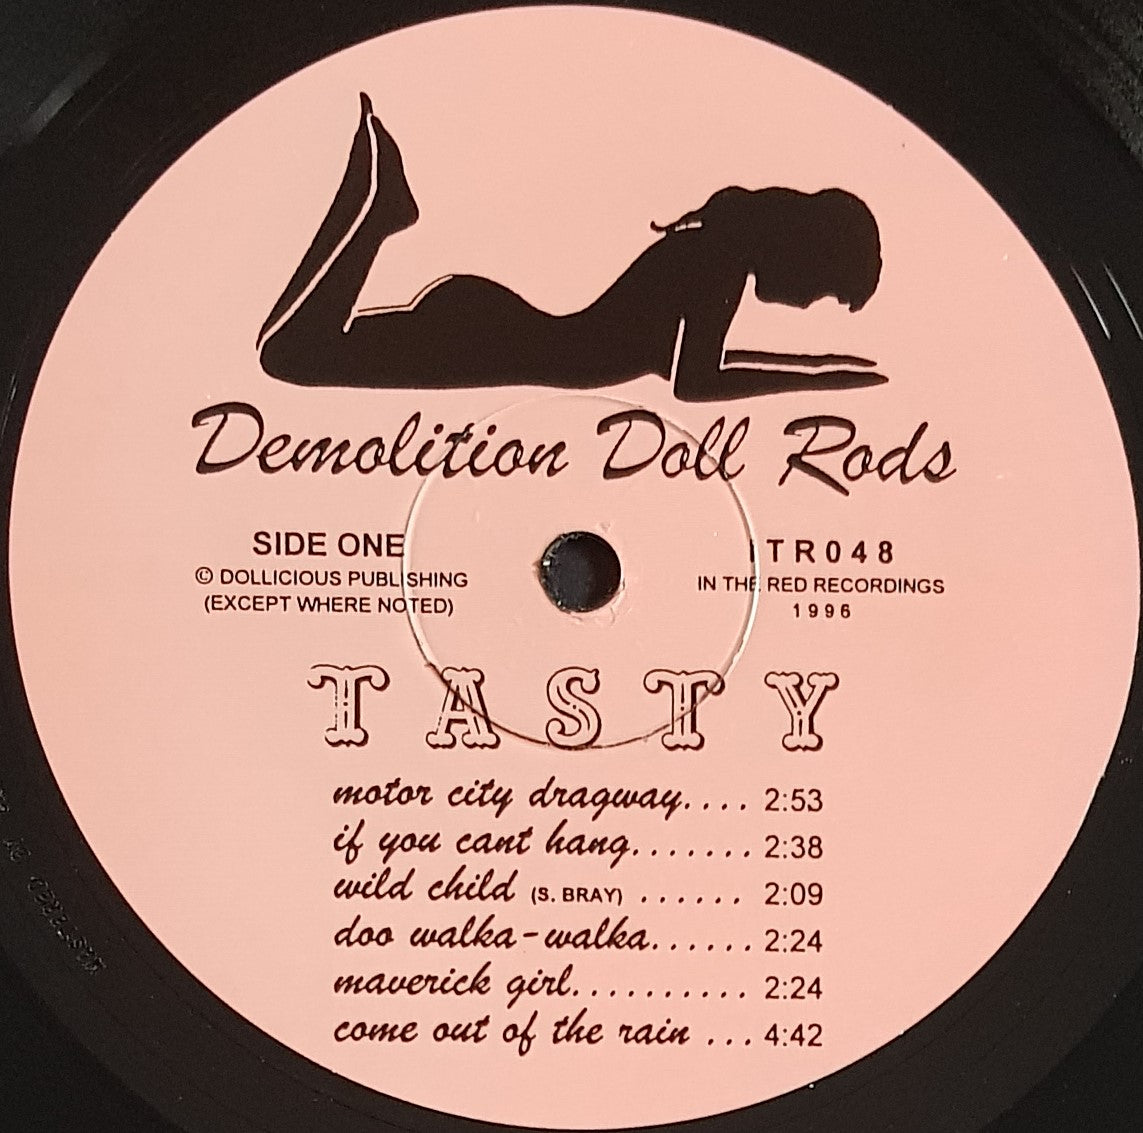 Demolition Doll Rods
SIDE ONE
© DOLLICIOUS PUBLISHING
(EXCEPT WHERE NOTED)
ITR048
IN THE RED RECORDINGS
1996
TASTY
motor city dragway.... 2:53
if you cant hang....... 2:38
wild child (S. BRAY) ...... 2:09
doo walka-walka...... 2:24
maverick girl.......... 2:24
come out of the rain ... 4:42